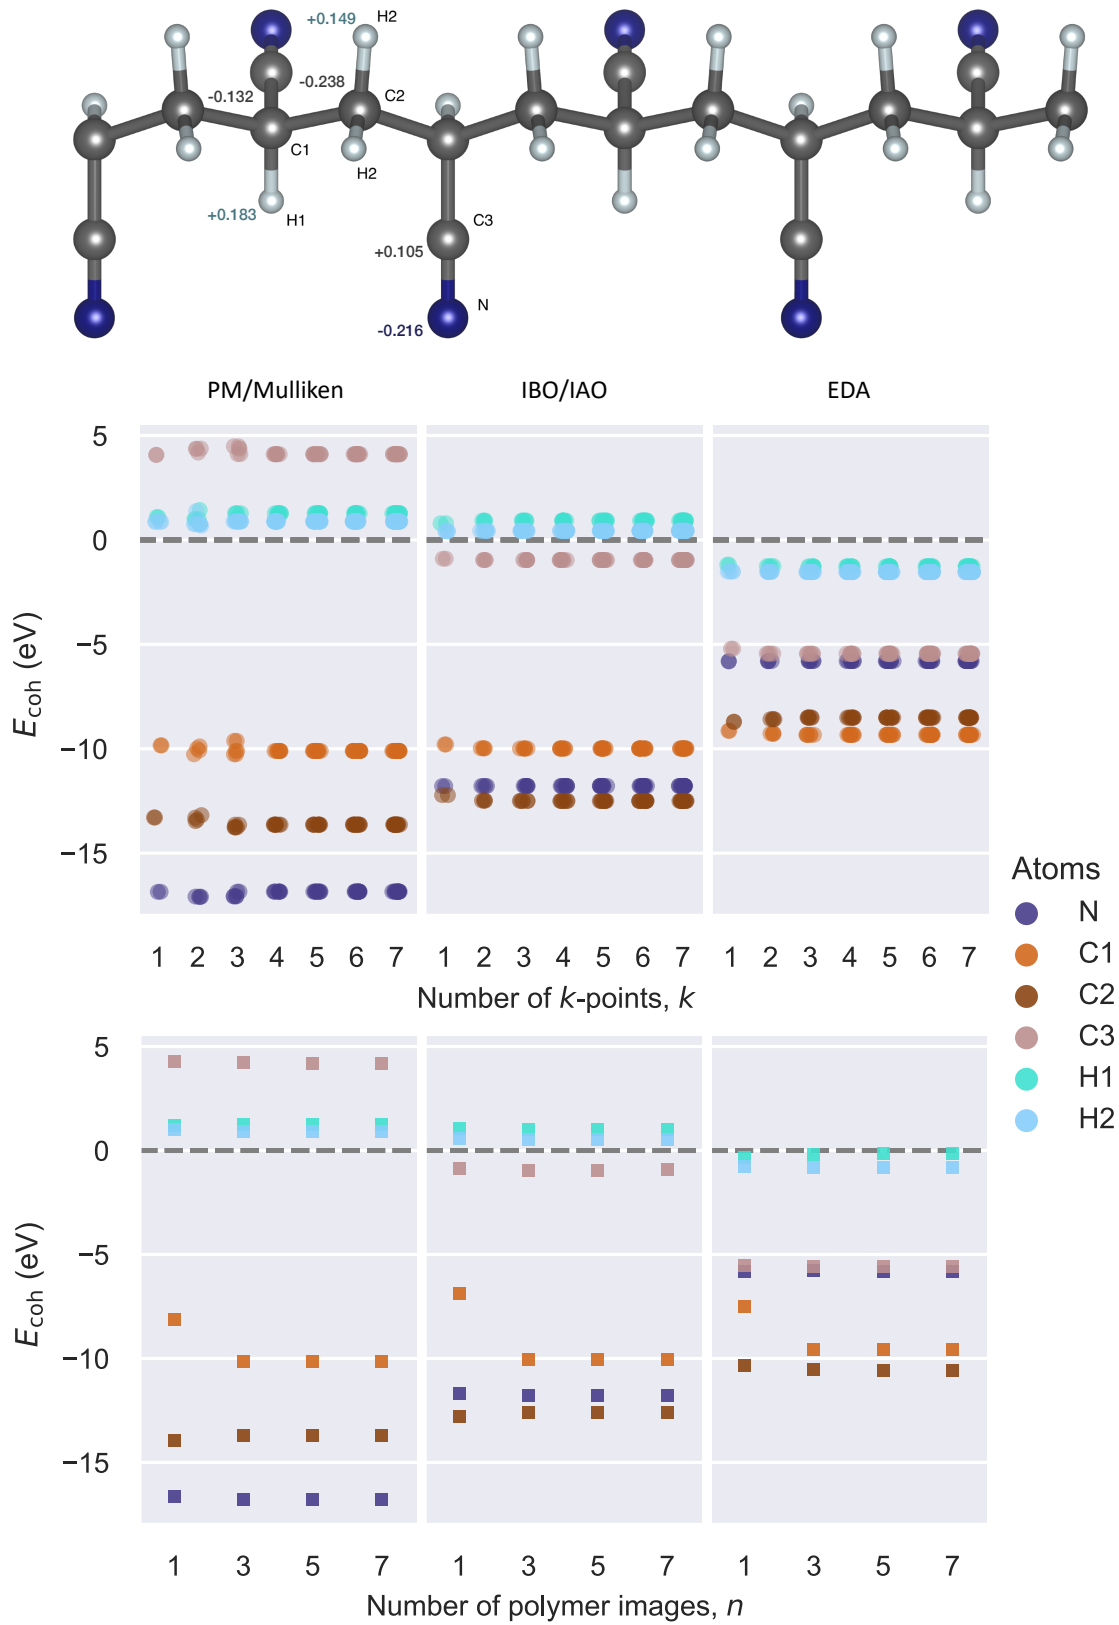 +0.149 H2
-0.132 -0.238 C2
C1
H2
+0.183 H1
C3
+0.105
N
-0.216
PM/Mulliken IBO/IAO EDA
5
0
−5
−10
−15
E_coh (eV)
1 2 3 4 5 6 7 1 2 3 4 5 6 7 1 2 3 4 5 6 7
Number of k-points, k
Atoms
N
C1
C2
C3
H1
H2
5
0
−5
−10
−15
E_coh (eV)
1 3 5 7 1 3 5 7 1 3 5 7
Number of polymer images, n